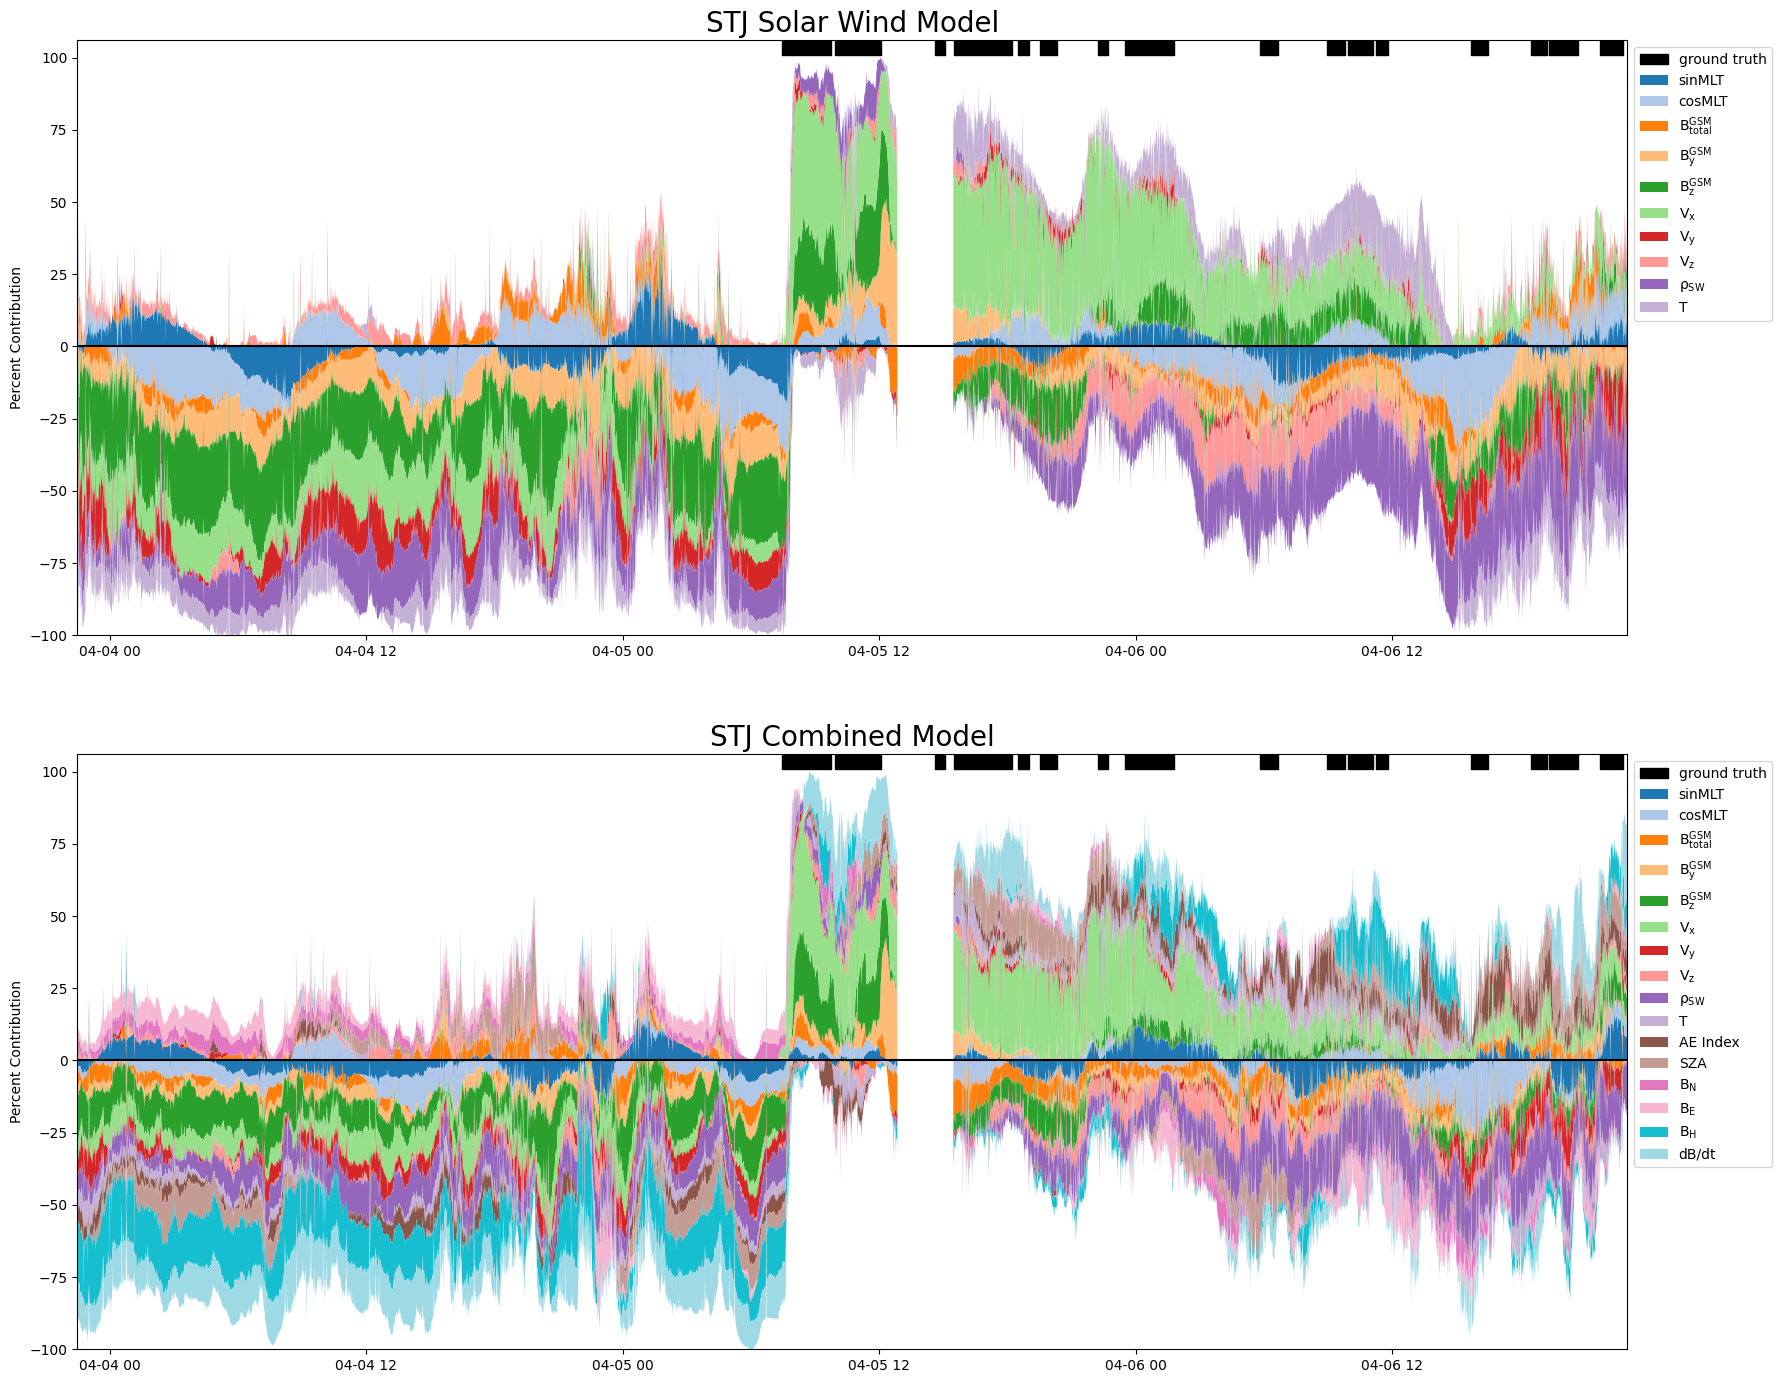 STJ Solar Wind Model
Percent Contribution
100
75
50
25
0
−25
−50
−75
−100
04-04 00
04-04 12
04-05 00
04-05 12
04-06 00
04-06 12
ground truth
sinMLT
cosMLT
B_total^GSM
B_y^GSM
B_z^GSM
V_x
V_y
V_z
ρ_SW
T
STJ Combined Model
Percent Contribution
100
75
50
25
0
−25
−50
−75
−100
04-04 00
04-04 12
04-05 00
04-05 12
04-06 00
04-06 12
ground truth
sinMLT
cosMLT
B_total^GSM
B_y^GSM
B_z^GSM
V_x
V_y
V_z
ρ_SW
T
AE Index
SZA
B_N
B_E
B_H
dB/dt